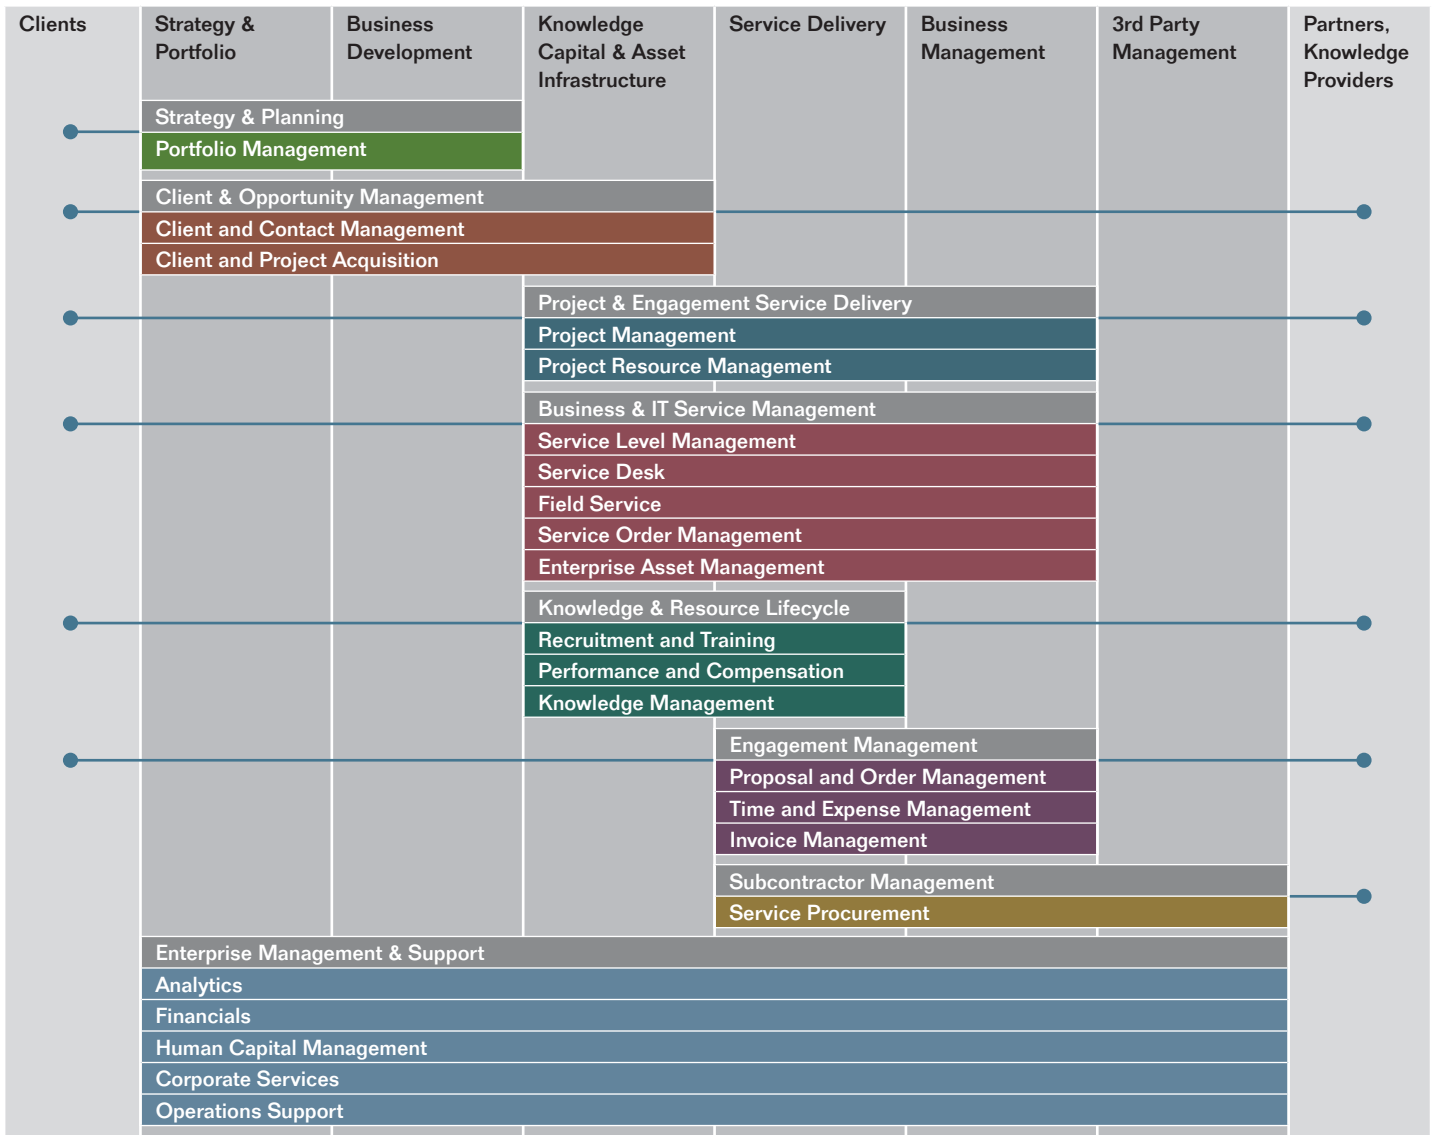 Clients
Strategy &
Portfolio
Business
Development
Knowledge
Capital & Asset
Infrastructure
Service Delivery
Business
Management
3rd Party
Management
Partners,
Knowledge
Providers
Strategy & Planning
Portfolio Management
Client & Opportunity Management
Client and Contact Management
Client and Project Acquisition
Project & Engagement Service Delivery
Project Management
Project Resource Management
Business & IT Service Management
Service Level Management
Service Desk
Field Service
Service Order Management
Enterprise Asset Management
Knowledge & Resource Lifecycle
Recruitment and Training
Performance and Compensation
Knowledge Management
Engagement Management
Proposal and Order Management
Time and Expense Management
Invoice Management
Subcontractor Management
Service Procurement
Enterprise Management & Support
Analytics
Financials
Human Capital Management
Corporate Services
Operations Support